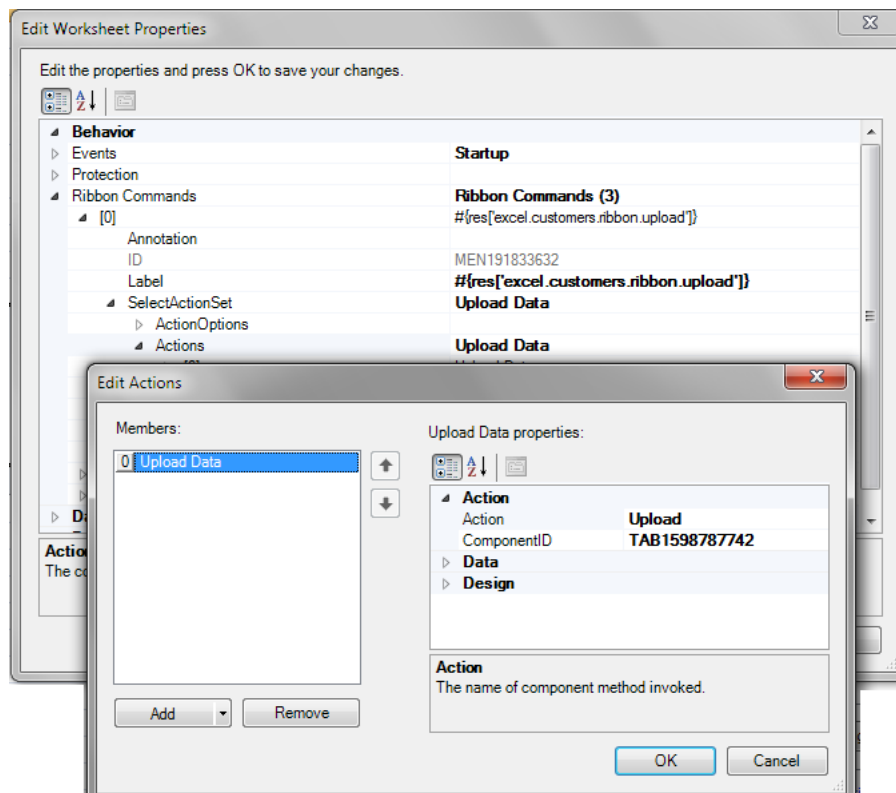 Edit Worksheet Properties
Edit the properties and press OK to save your changes.
Behavior
Events Startup
Protection
Ribbon Commands Ribbon Commands (3)
[0] #{res['excel.customers.ribbon.upload']}
Annotation
ID MEN191833632
Label #{res['excel.customers.ribbon.upload']}
SelectActionSet Upload Data
ActionOptions
Actions Upload Data
Edit Actions
Members:
0 Upload Data
Upload Data properties:
Action
Action Upload
ComponentID TAB1598787742
Data
Design
Action
The name of component method invoked.
Add Remove
OK Cancel